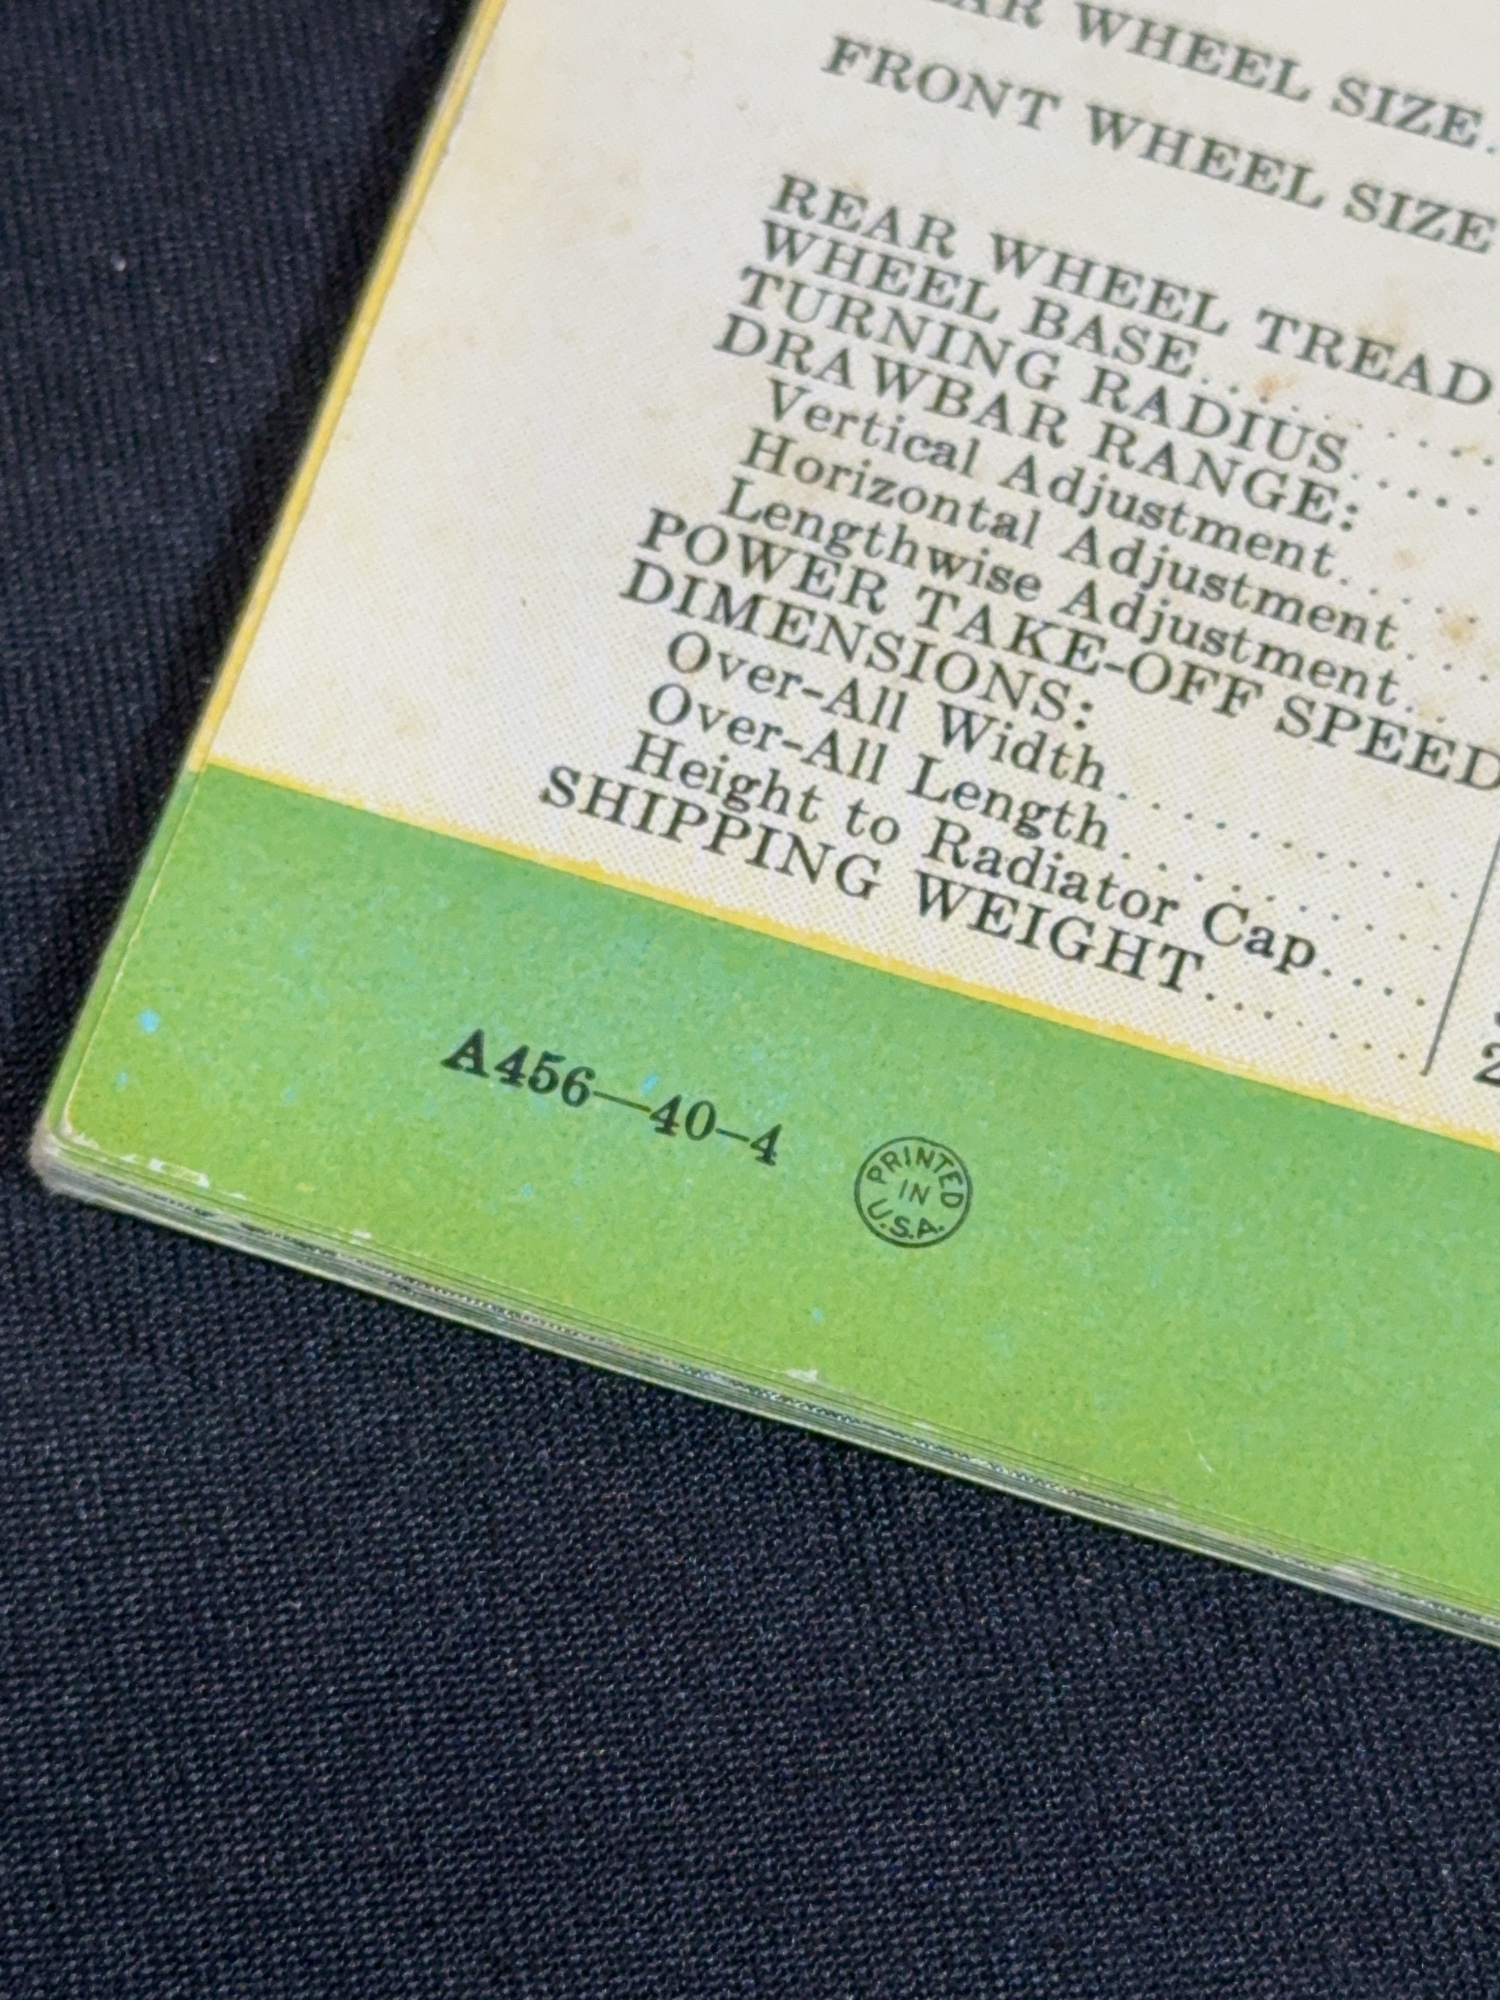 WHEEL SIZE.
FRONT WHEEL SIZE
REAR WHEEL TREAD
WHEEL BASE........
TURNING RADIUS.....
DRAWBAR RANGE:
Vertical Adjustment.....
Horizontal Adjustment...
Lengthwise Adjustment...
POWER TAKE-OFF SPEED
DIMENSIONS:
Over-All Width..........
Over-All Length..........
Height to Radiator Cap.....
SHIPPING WEIGHT.......
A456—40-4
PRINTED IN U.S.A.